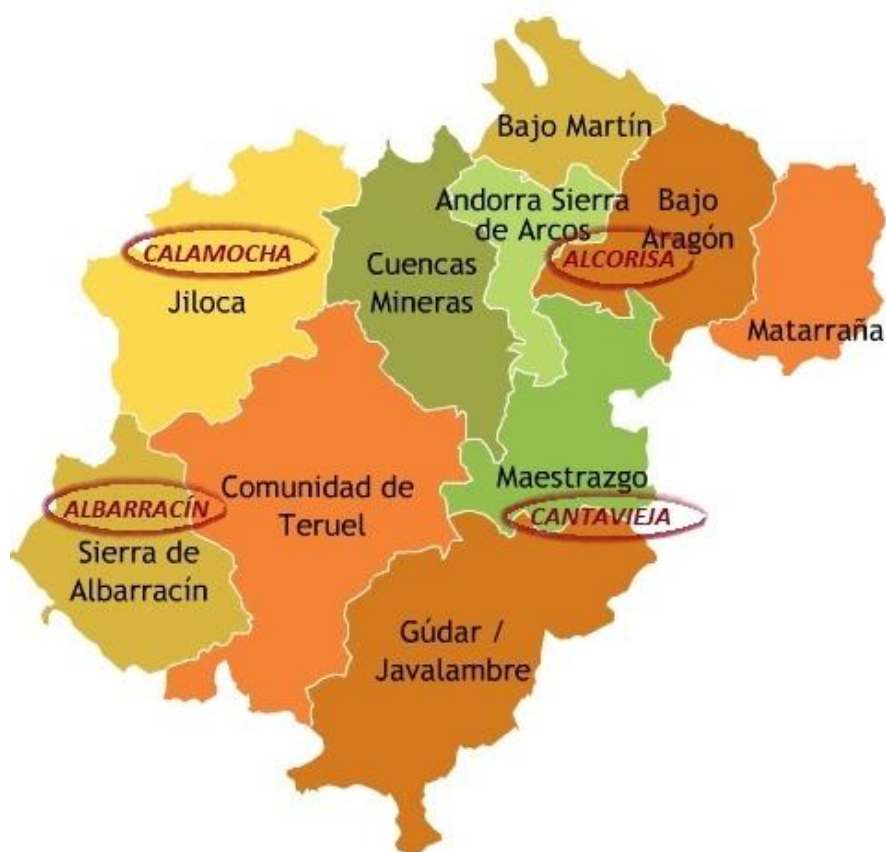 Bajo Martín
Andorra Sierra
de Arcos
Bajo
Aragón
CALAMOCHA
Jiloca
Cuencas
Mineras
ALCORISA
Matarraña
Maestrazgo
CANTAVIEJA
Comunidad de
Teruel
ALBARRACÍN
Sierra de
Albarracín
Gúdar /
Javalambre